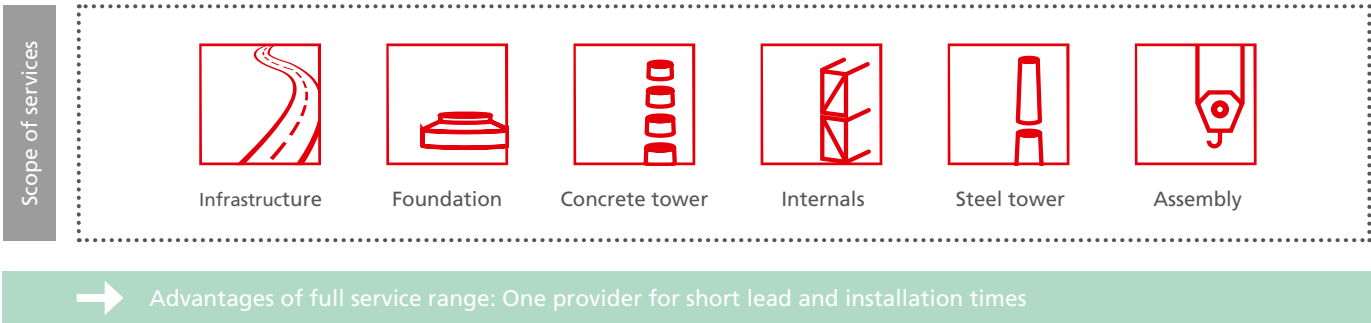 Scope of services
Infrastructure
Foundation
Concrete tower
Internals
Steel tower
Assembly
Advantages of full service range: One provider for short lead and installation times